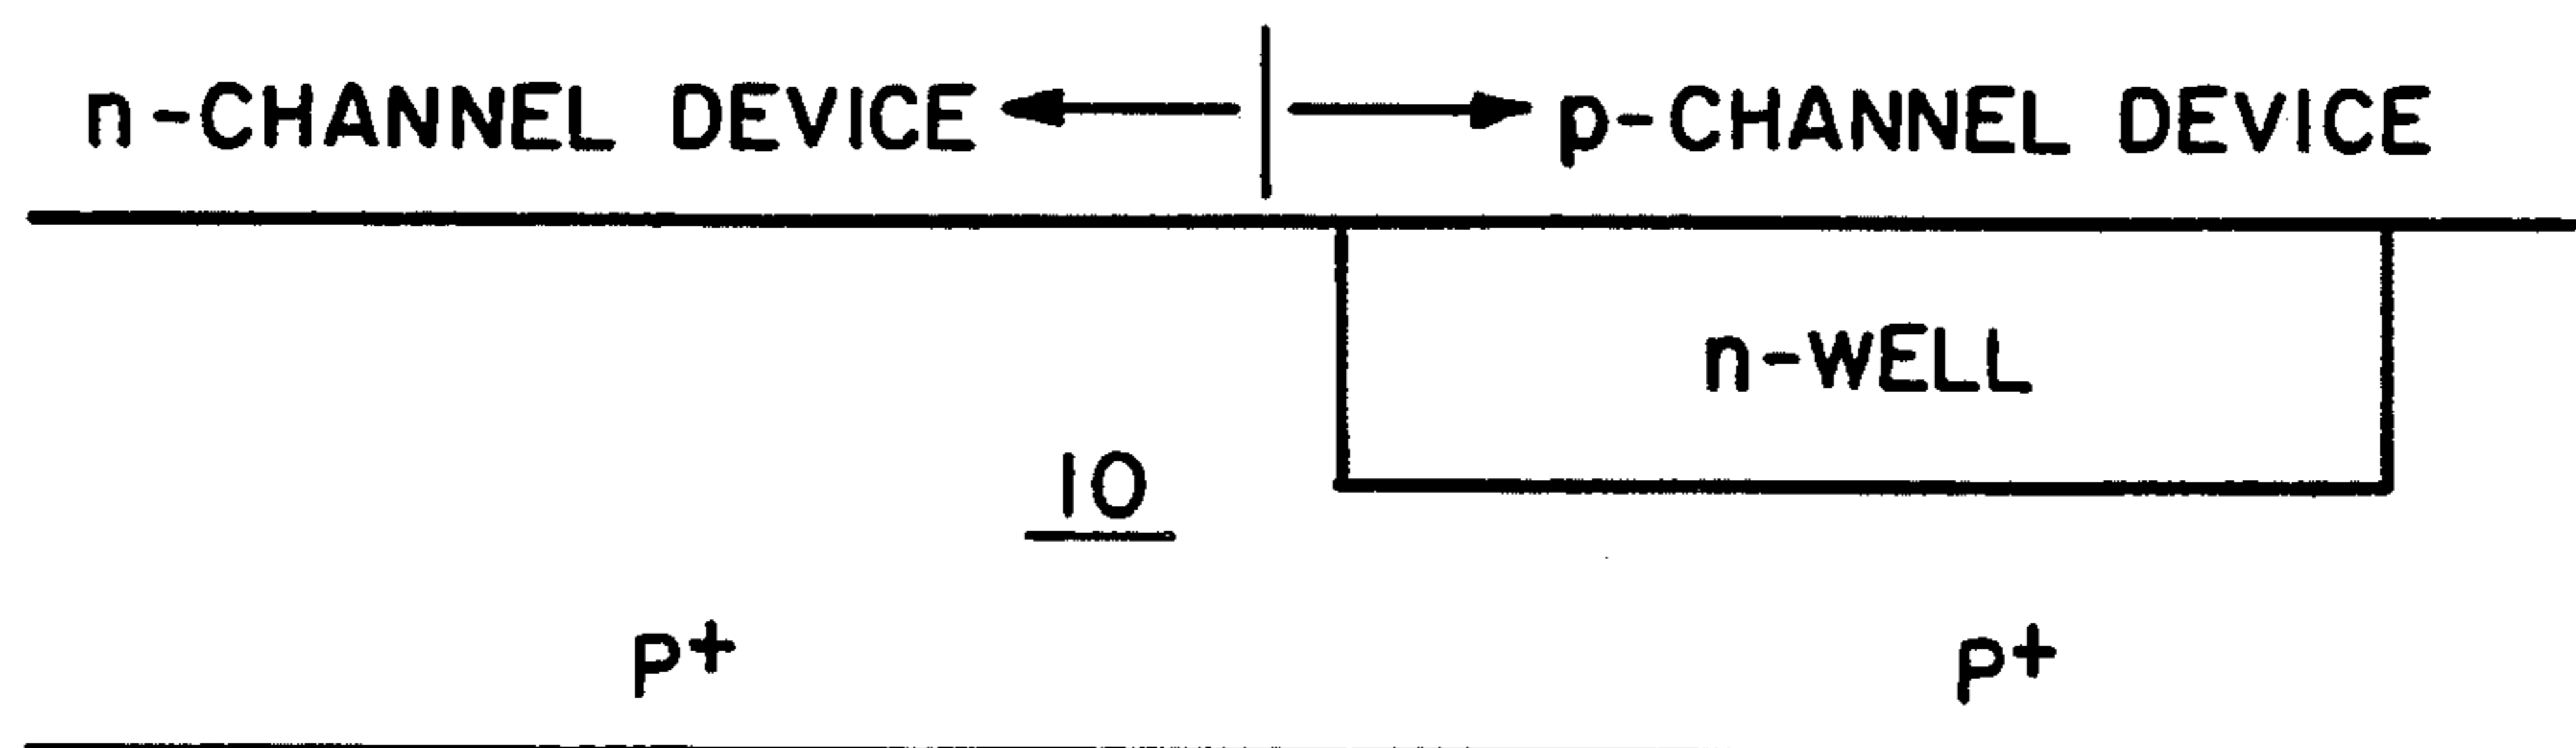 n-CHANNEL DEVICE p-CHANNEL DEVICE
n-WELL
10
p+ p+